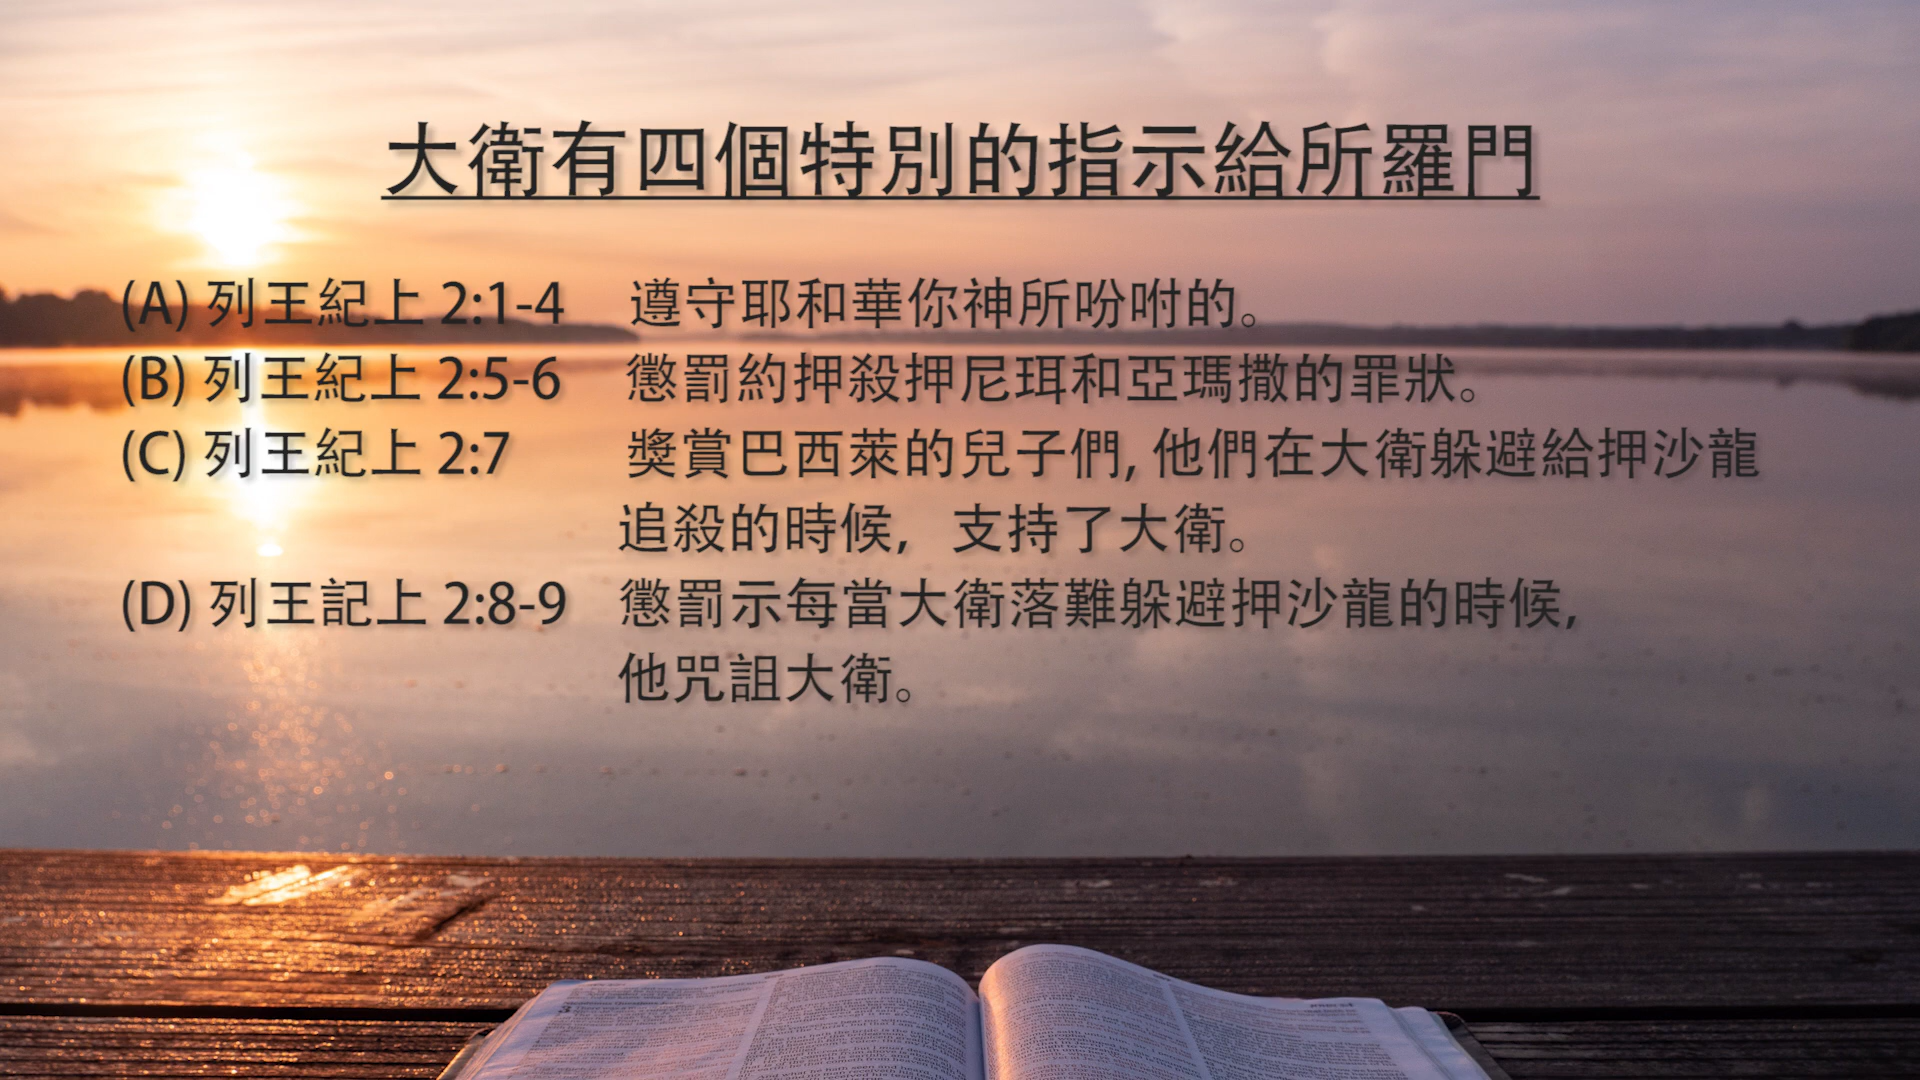 大衛有四個特別的指示給所羅門
(A) 列王紀上 2:1-4 遵守耶和華你神所吩咐的。
(B) 列王紀上 2:5-6 懲罰約押殺押尼珥和亞瑪撒的罪狀。
(C) 列王紀上 2:7 獎賞巴西萊的兒子們, 他們在大衛躲避給押沙龍
追殺的時候，支持了大衛。
(D) 列王記上 2:8-9 懲罰示每當大衛落難躲避押沙龍的時候,
他咒詛大衛。